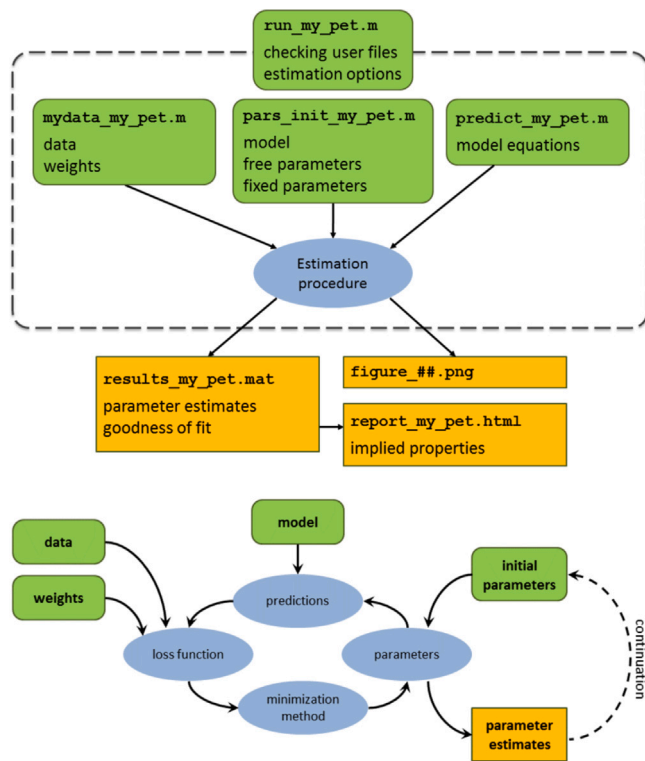 run_my_pet.m
checking user files
estimation options
mydata_my_pet.m
data
weights
pars_init_my_pet.m
model
free parameters
fixed parameters
predict_my_pet.m
model equations
Estimation
procedure
results_my_pet.mat
parameter estimates
goodness of fit
figure_##.png
report_my_pet.html
implied properties
model
data
initial
parameters
weights
predictions
loss function
parameters
continuation
minimization
method
parameter
estimates